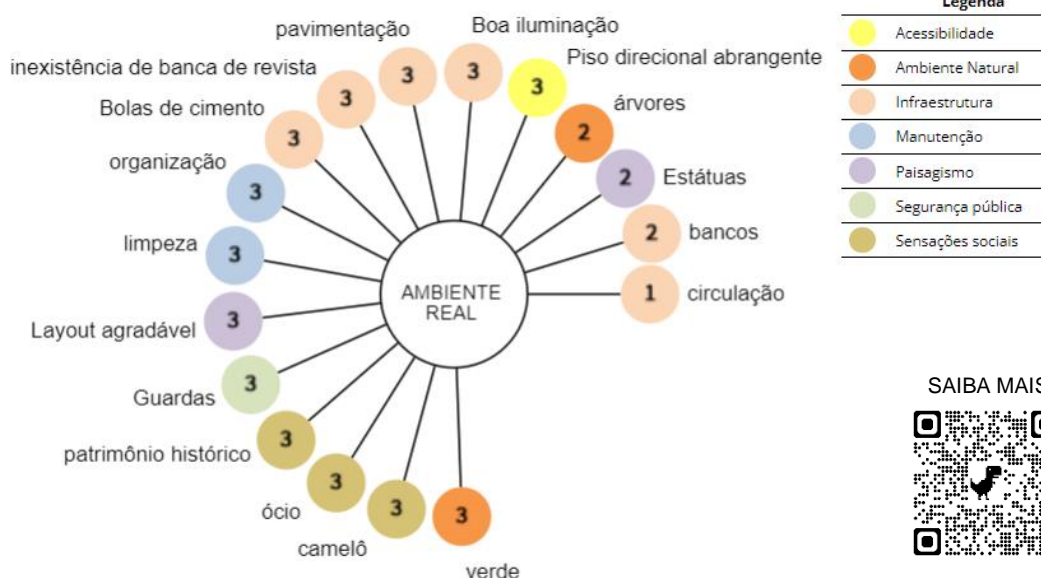 Legenda
Acessibilidade
Ambiente Natural
Infraestrutura
Manutenção
Paisagismo
Segurança pública
Sensações sociais
pavimentação
Boa iluminação
inexistência de banca de revista
Piso direcional abrangente
Bolas de cimento
árvores
organização
Estátuas
limpeza
bancos
Layout agradável
circulação
Guardas
patrimônio histórico
ócio
camelô
verde
3
3
3
3
3
2
3
2
3
2
3
1
3
3
3
3
3
AMBIENTE
REAL
SAIBA MAIS